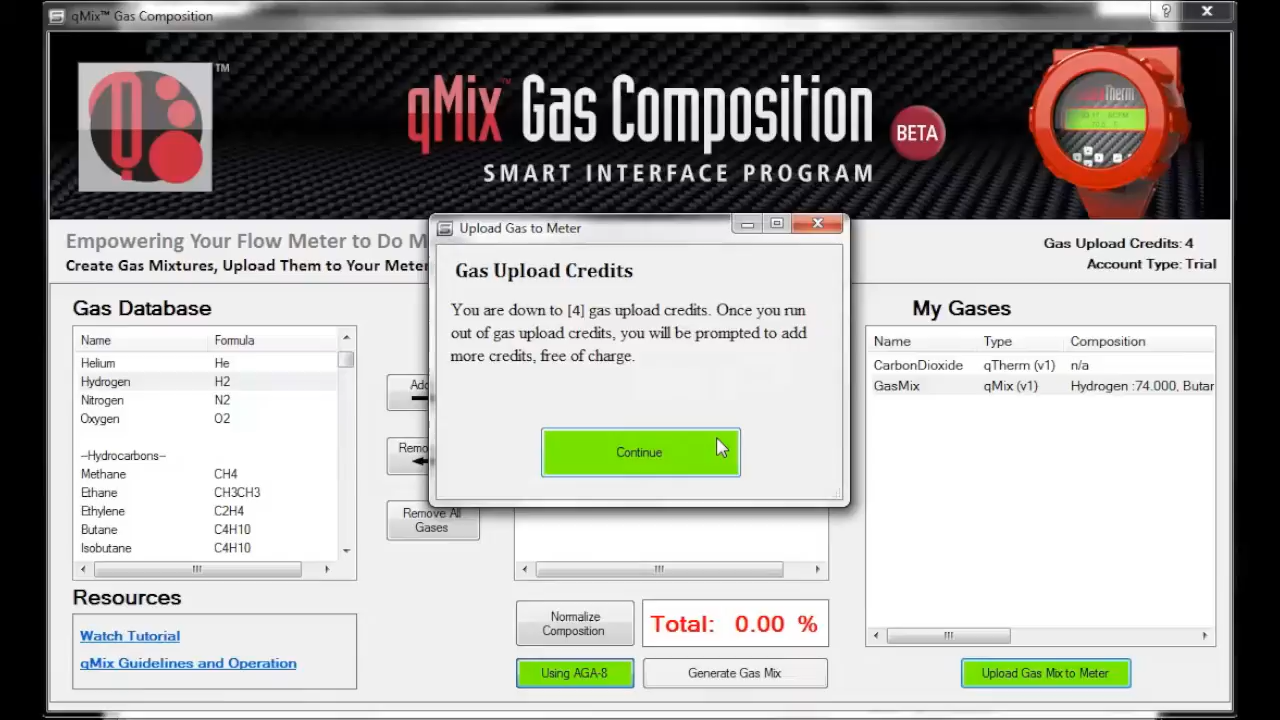 qMix™ Gas Composition
?
TM
qMix™ Gas Composition
BETA
SMART INTERFACE PROGRAM
Therm
Empowering Your Flow Meter to Do M
Create Gas Mixtures, Upload Them to Your Meter
Gas Upload Credits: 4
Account Type: Trial
Upload Gas to Meter
Gas Upload Credits
You are down to [4] gas upload credits. Once you run
out of gas upload credits, you will be prompted to add
more credits, free of charge.
Continue
Gas Database
Name Formula
Helium He
Hydrogen H2
Nitrogen N2
Oxygen O2
--Hydrocarbons--
Methane CH4
Ethane CH3CH3
Ethylene C2H4
Butane C4H10
Isobutane C4H10
Add
Remo
Remove All
Gases
My Gases
Name Type Composition
CarbonDioxide qTherm (v1) n/a
GasMix qMix (v1) Hydrogen :74.000, Butar
Resources
Watch Tutorial
qMix Guidelines and Operation
Normalize
Composition
Total: 0.00 %
Using AGA-8
Generate Gas Mix
Upload Gas Mix to Meter